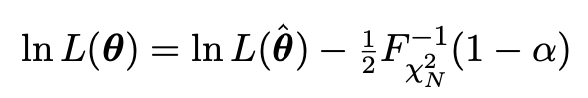 ln L(𝛉) = ln L(𝛉̂) − ½F⁻¹_{χ²_N}(1 − α)